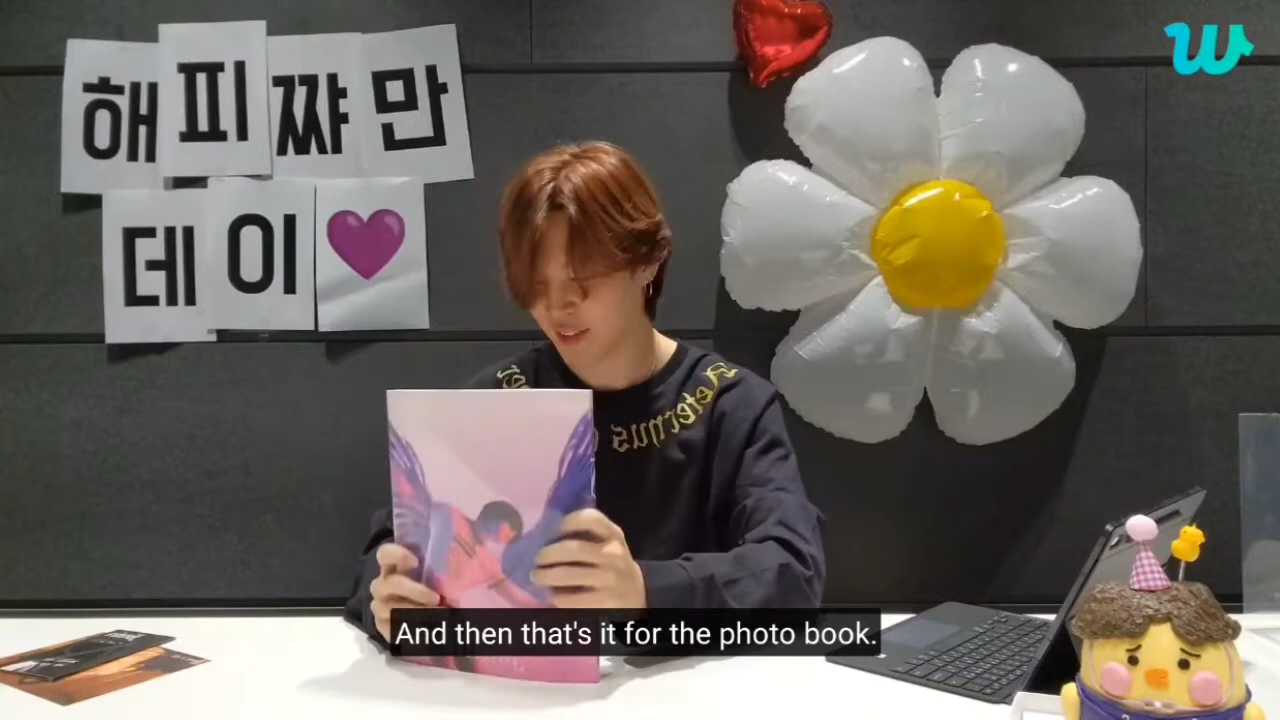 해피쨔만
데이
W
Aeternus
And then that's it for the photo book.